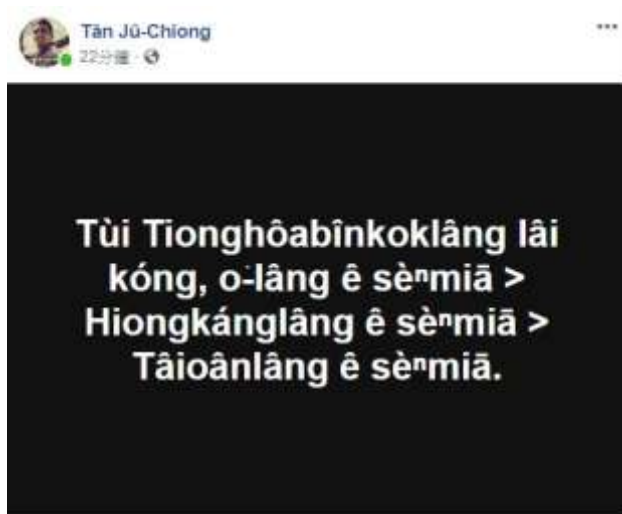 Tân Jû-Chiong
22分鐘
Tùi Tionghôabînkoklâng lâi
kóng, o͘-lâng ê sèⁿmiā >
Hiongkánglâng ê sèⁿmiā >
Tâioânlâng ê sèⁿmiā.